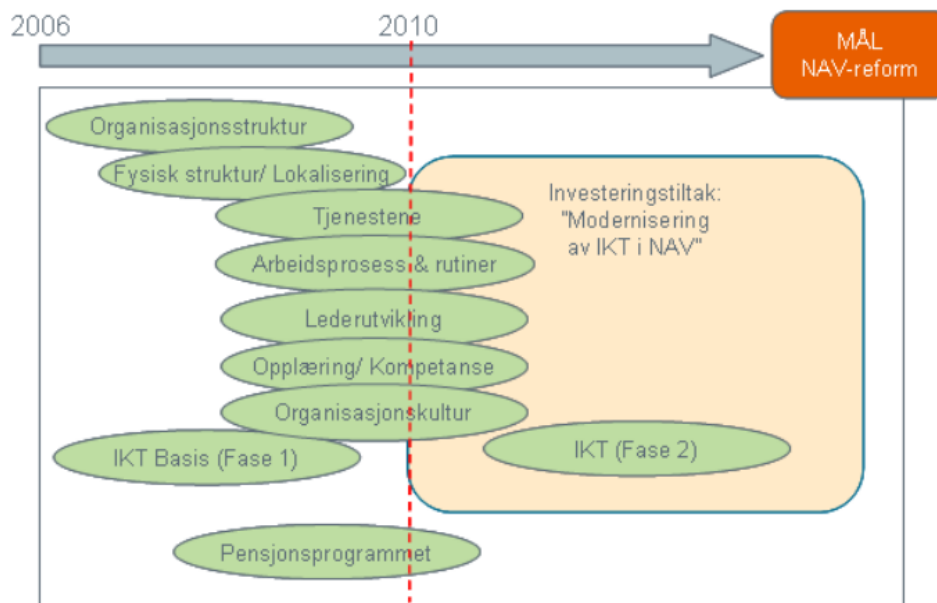 2006
2010
MÅL
NAV-reform
Organisasjonsstruktur
Fysisk struktur/ Lokalisering
Investeringstiltak:
"Modernisering
av IKT i NAV"
Tjenestene
Arbeidsprosess & rutiner
Lederutvikling
Opplæring/ Kompetanse
Organisasjonskultur
IKT Basis (Fase 1)
IKT (Fase 2)
Pensjonsprogrammet